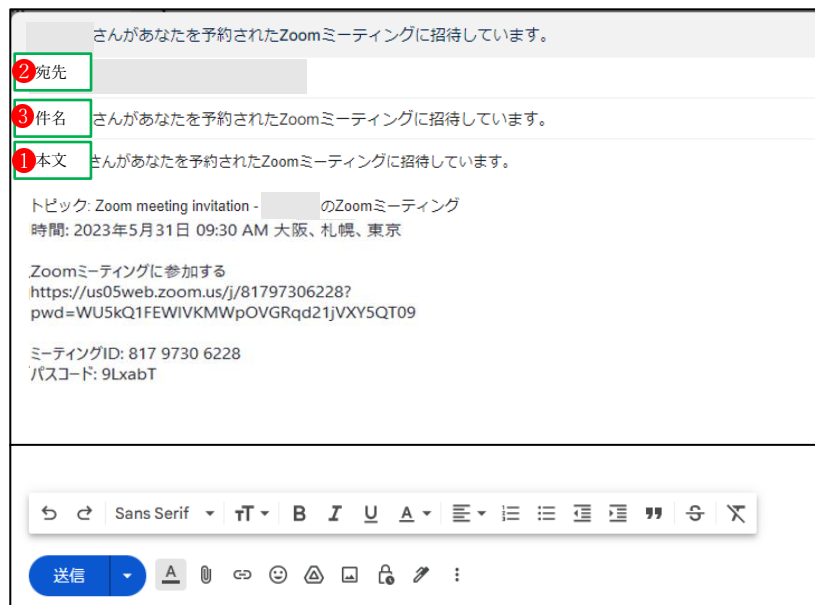 さんがあなたを予約されたZoomミーティングに招待しています。
2 宛先
3 件名 さんがあなたを予約されたZoomミーティングに招待しています。
1 本文 さんがあなたを予約されたZoomミーティングに招待しています。
トピック: Zoom meeting invitation - のZoomミーティング
時間: 2023年5月31日 09:30 AM 大阪、札幌、東京
Zoomミーティングに参加する
https://us05web.zoom.us/j/81797306228?
pwd=WU5kQ1FEWlVKMWpOVGRqd21jVXY5QT09
ミーティングID: 817 9730 6228
パスコード: 9LxabT
Sans Serif
送信